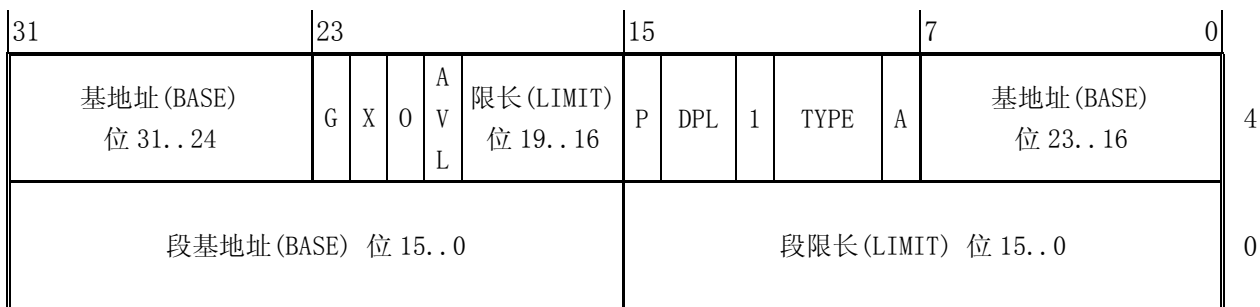 31 23 15 7 0
基地址(BASE)
位 31..24
G
X
O
A
V
L
限长(LIMIT)
位 19..16
P
DPL
1
TYPE
A
基地址(BASE)
位 23..16
4
段基地址(BASE) 位 15..0
段限长(LIMIT) 位 15..0
0